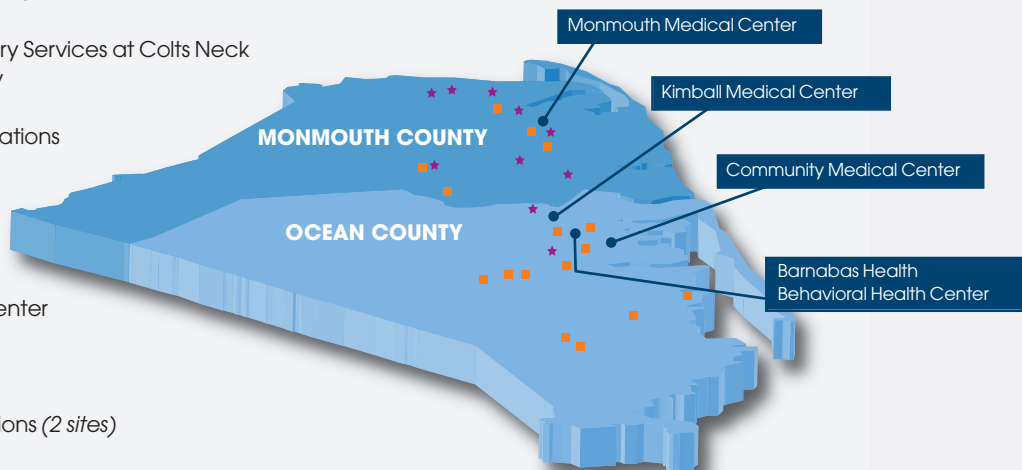 ry Services at Colts Neck
ations
enter
ions (2 sites)
Monmouth Medical Center
Kimball Medical Center
MONMOUTH COUNTY
Community Medical Center
OCEAN COUNTY
Barnabas Health
Behavioral Health Center